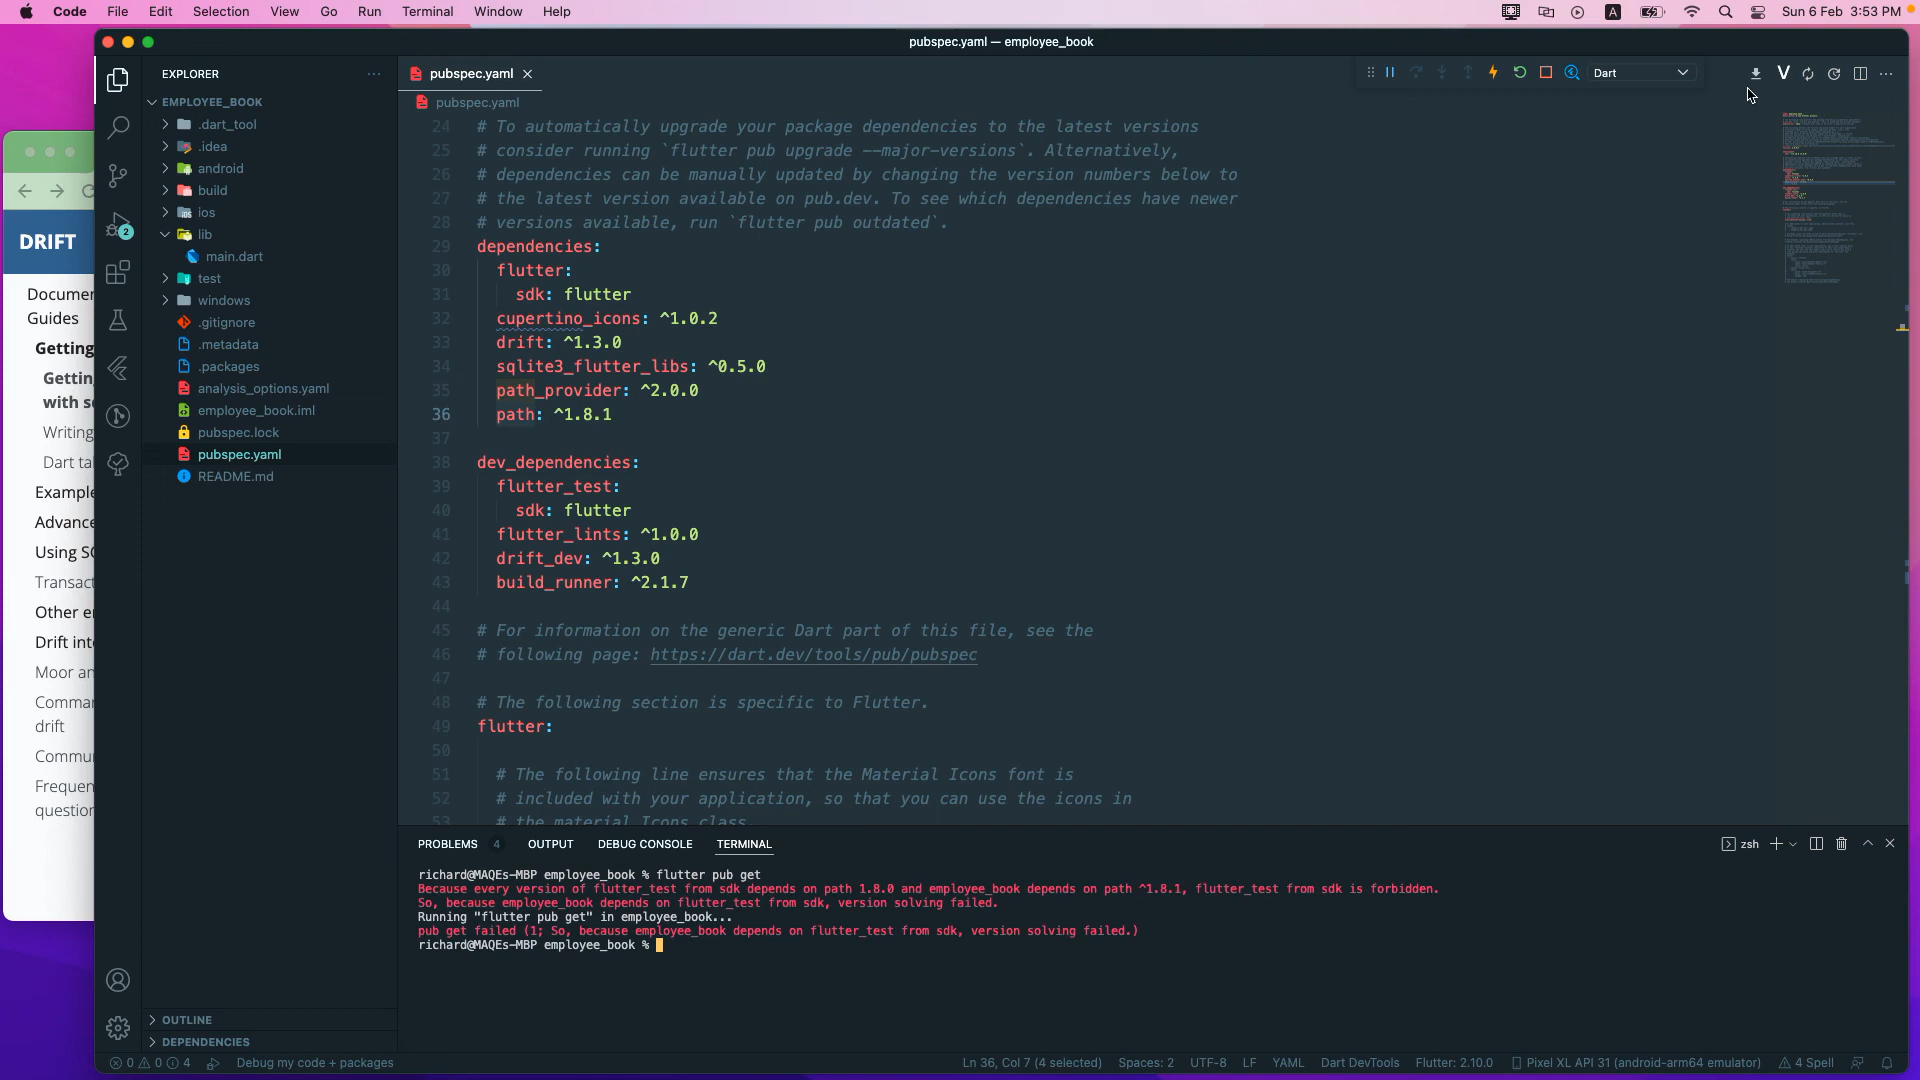 Code File Edit Selection View Go Run Terminal Window Help
A
Sun 6 Feb 3:53 PM
pubspec.yaml — employee_book
DRIFT
Documen
Guides
Getting
Getting
with sq
Writing
Dart tal
Example
Advance
Using SQ
Transact
Other en
Drift inte
Moor an
Comman
drift
Commun
Frequen
question
EXPLORER
EMPLOYEE_BOOK
.dart_tool
.idea
android
build
ios
lib
main.dart
test
windows
.gitignore
.metadata
.packages
analysis_options.yaml
employee_book.iml
pubspec.lock
pubspec.yaml
README.md
OUTLINE
DEPENDENCIES
2
pubspec.yaml
Dart
V
pubspec.yaml
24 # To automatically upgrade your package dependencies to the latest versions
25 # consider running `flutter pub upgrade --major-versions`. Alternatively,
26 # dependencies can be manually updated by changing the version numbers below to
27 # the latest version available on pub.dev. To see which dependencies have newer
28 # versions available, run `flutter pub outdated`.
29 dependencies:
30 flutter:
31 sdk: flutter
32 cupertino_icons: ^1.0.2
33 drift: ^1.3.0
34 sqlite3_flutter_libs: ^0.5.0
35 path_provider: ^2.0.0
36 path: ^1.8.1
37
38 dev_dependencies:
39 flutter_test:
40 sdk: flutter
41 flutter_lints: ^1.0.0
42 drift_dev: ^1.3.0
43 build_runner: ^2.1.7
44
45 # For information on the generic Dart part of this file, see the
46 # following page: https://dart.dev/tools/pub/pubspec
47
48 # The following section is specific to Flutter.
49 flutter:
50
51 # The following line ensures that the Material Icons font is
52 # included with your application, so that you can use the icons in
53 # the material Icons class.
PROBLEMS 4 OUTPUT DEBUG CONSOLE TERMINAL
zsh
richard@MAQEs-MBP employee_book % flutter pub get
Because every version of flutter_test from sdk depends on path 1.8.0 and employee_book depends on path ^1.8.1, flutter_test from sdk is forbidden.
So, because employee_book depends on flutter_test from sdk, version solving failed.
Running "flutter pub get" in employee_book...
pub get failed (1; So, because employee_book depends on flutter_test from sdk, version solving failed.)
richard@MAQEs-MBP employee_book %
0 0 4 Debug my code + packages
Ln 36, Col 7 (4 selected) Spaces: 2 UTF-8 LF YAML Dart DevTools Flutter: 2.10.0 Pixel XL API 31 (android-arm64 emulator) 4 Spell